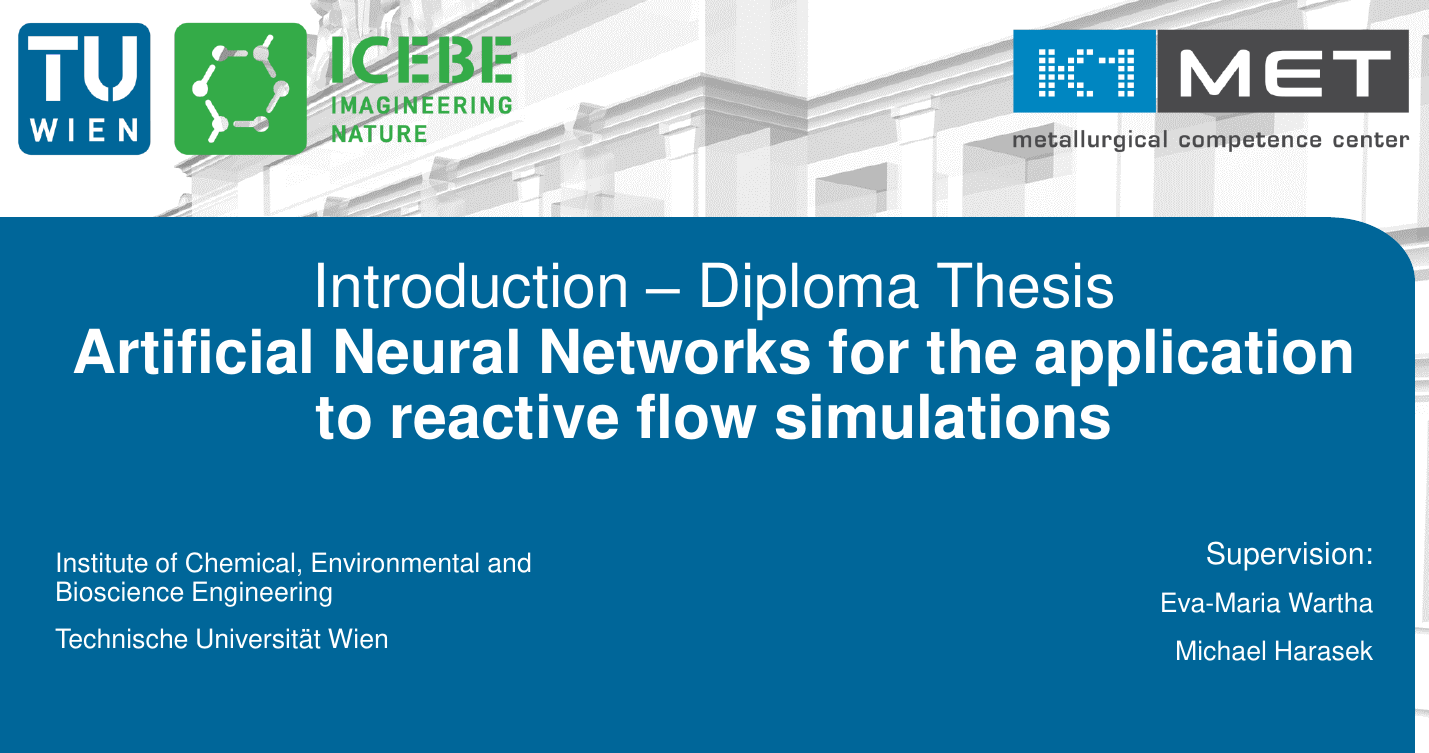 TU
WIEN
ICEBE
IMAGINEERING
NATURE
K1 MET
metallurgical competence center
Introduction – Diploma Thesis
Artificial Neural Networks for the application
to reactive flow simulations
Institute of Chemical, Environmental and
Bioscience Engineering
Technische Universität Wien
Supervision:
Eva-Maria Wartha
Michael Harasek